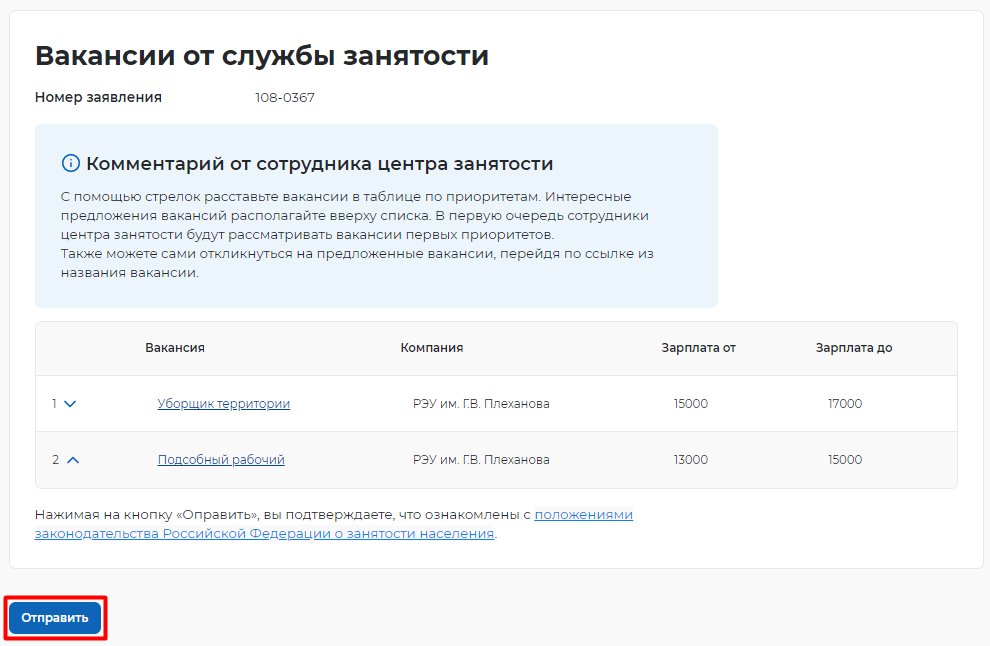 Вакансии от службы занятости
Номер заявления 108-0367
Комментарий от сотрудника центра занятости
С помощью стрелок расставьте вакансии в таблице по приоритетам. Интересные
предложения вакансий располагайте вверху списка. В первую очередь сотрудники
центра занятости будут рассматривать вакансии первых приоритетов.
Также можете сами откликнуться на предложенные вакансии, перейдя по ссылке из
названия вакансии.
Вакансия Компания Зарплата от Зарплата до
1 Уборщик территории РЭУ им. Г.В. Плеханова 15000 17000
2 Подсобный рабочий РЭУ им. Г.В. Плеханова 13000 15000
Нажимая на кнопку «Оправить», вы подтверждаете, что ознакомлены с положениями
законодательства Российской Федерации о занятости населения.
Отправить